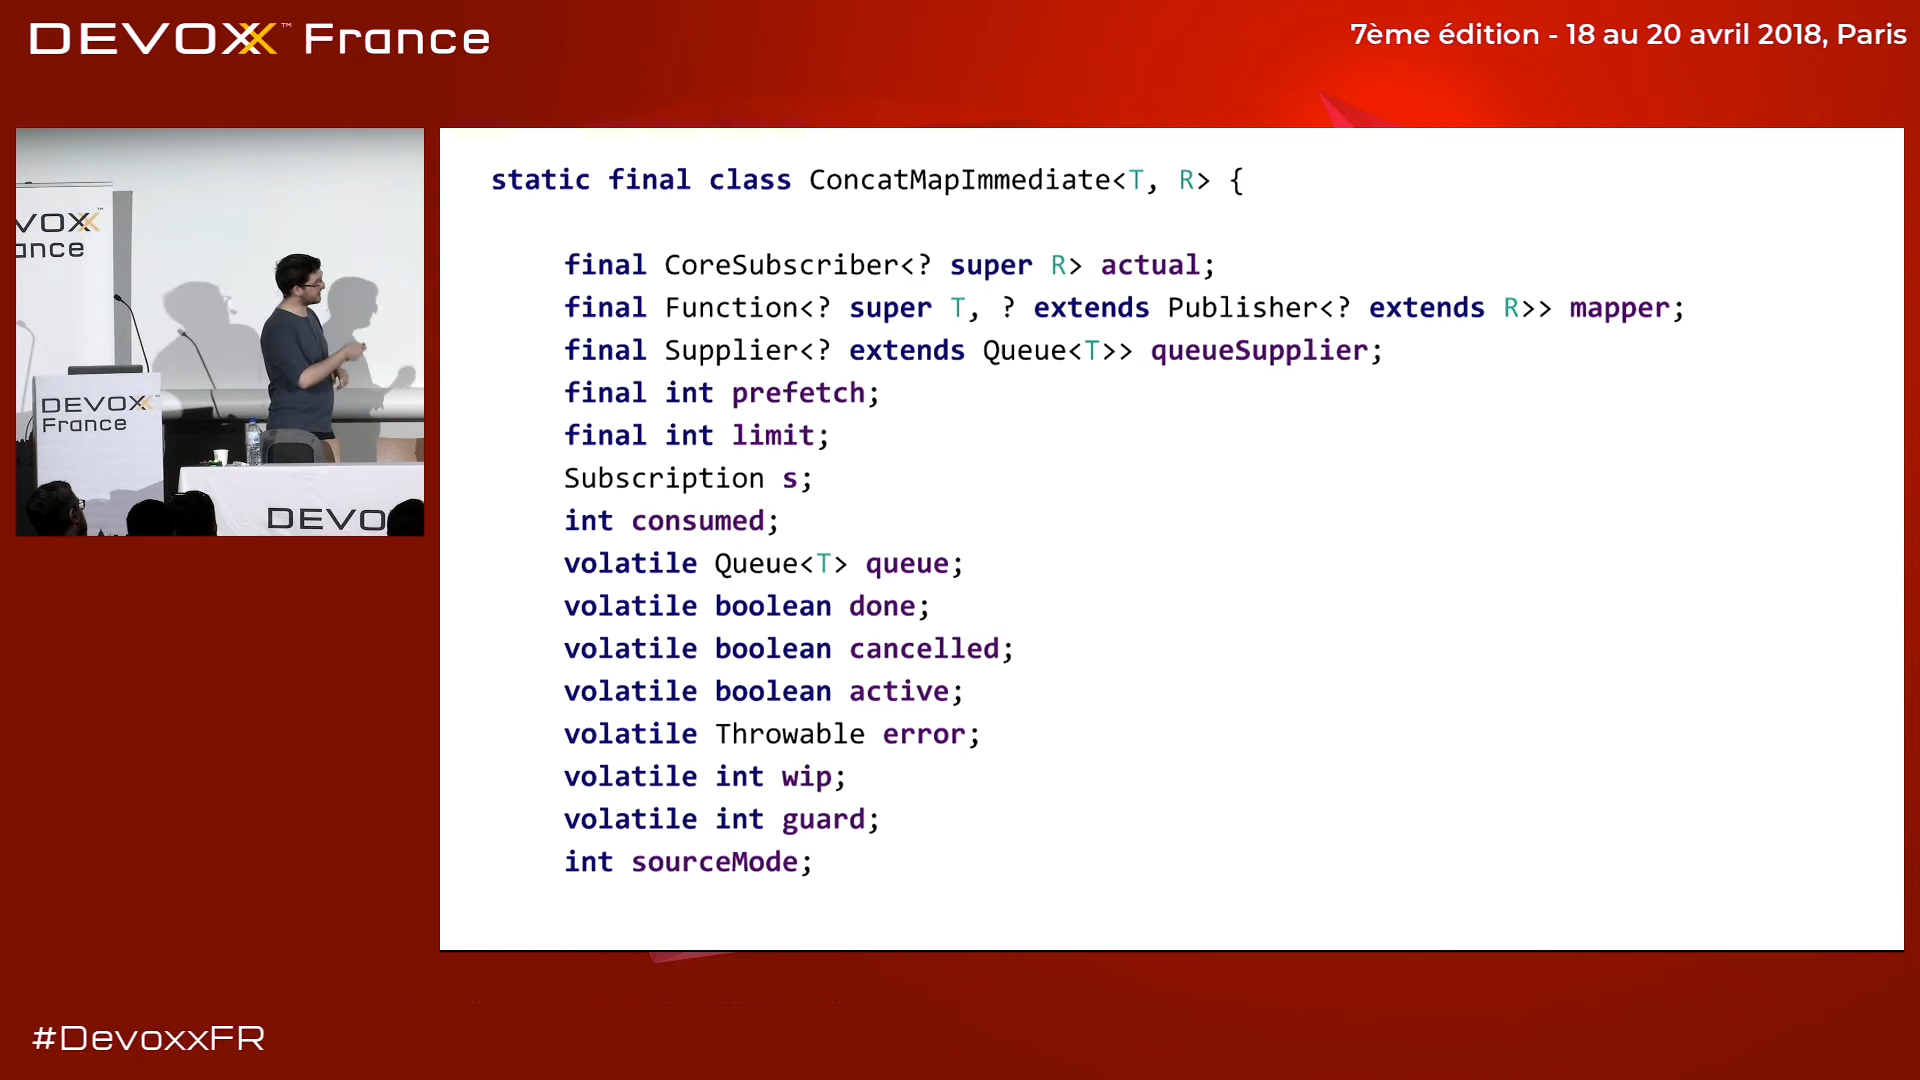 DEVOXX™ France
7ème édition - 18 au 20 avril 2018, Paris
VOXX™
ance
DEVOXX
France
DEVO
static final class ConcatMapImmediate<T, R> {
final CoreSubscriber<? super R> actual;
final Function<? super T, ? extends Publisher<? extends R>> mapper;
final Supplier<? extends Queue<T>> queueSupplier;
final int prefetch;
final int limit;
Subscription s;
int consumed;
volatile Queue<T> queue;
volatile boolean done;
volatile boolean cancelled;
volatile boolean active;
volatile Throwable error;
volatile int wip;
volatile int guard;
int sourceMode;
#DevoxxFR